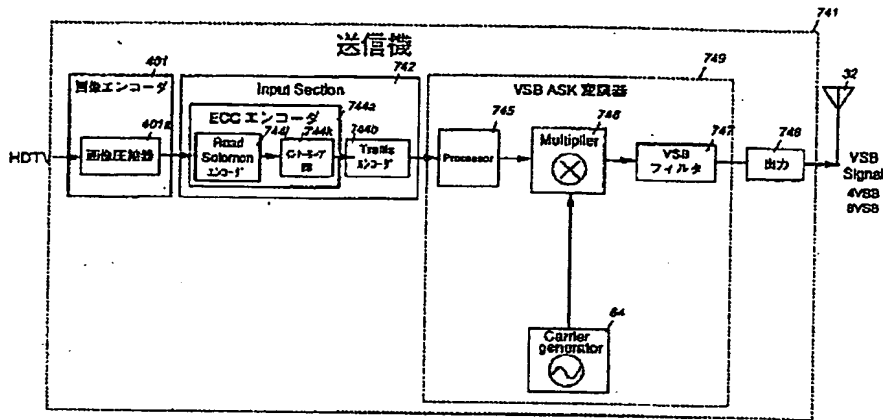 741
送信機
742
749
401
画像エンコーダ
Input Section
VSB ASK 変調器
32
ECC エンコーダ
744a
401a
744j
744k
744b
745
746
747
748
HDTV
画像圧縮器
Reed
Solomon
エンコーダ
インターリーブ
部
Trellis
エンコーダ
Processor
Multiplier
VSB
フィルタ
出力
VSB
Signal
4VSB
8VSB
64
Carrier
generator